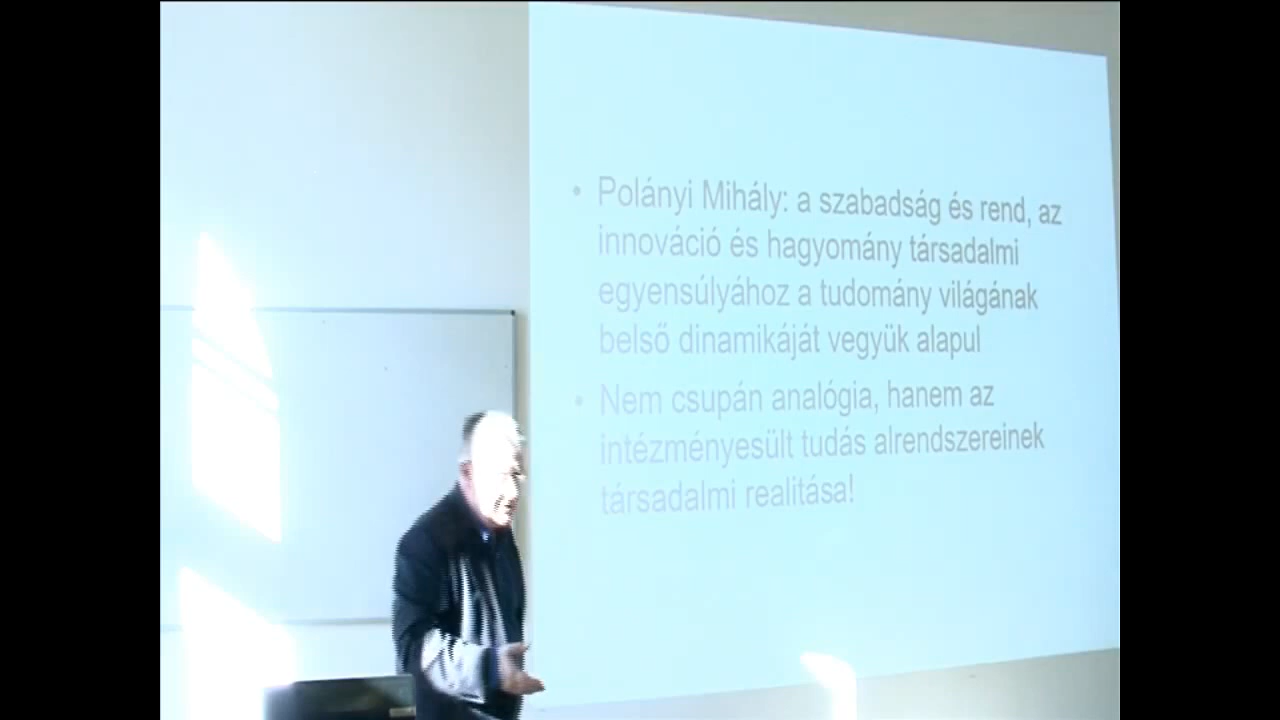 • Polányi Mihály: a szabadság és rend, az
innováció és hagyomány társadalmi
egyensúlyához a tudomány világának
belső dinamikáját vegyük alapul
• Nem csupán analógia, hanem az
intézményesült tudás alrendszereinek
társadalmi realitása!